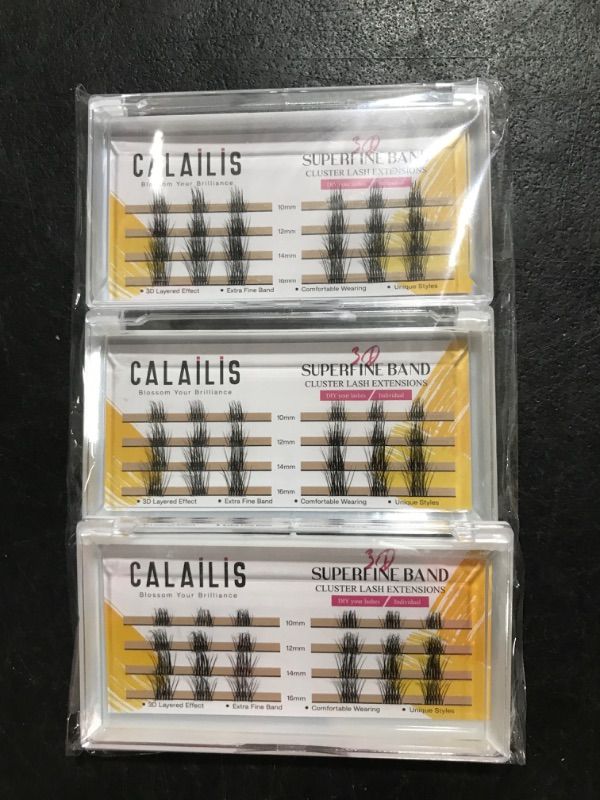 CALAILIS
Blossom Your Brilliance
3D
SUPERFINE BAND
CLUSTER LASH EXTENSIONS
DIY your lashes / Individual
10mm
12mm
14mm
16mm
• 3D Layered Effect • Extra Fine Band • Comfortable Wearing • Unique Styles
CALAILIS
Blossom Your Brilliance
3D
SUPERFINE BAND
CLUSTER LASH EXTENSIONS
DIY your lashes / Individual
10mm
12mm
14mm
16mm
• 3D Layered Effect • Extra Fine Band • Comfortable Wearing • Unique Styles
CALAILIS
Blossom Your Brilliance
3D
SUPERFINE BAND
CLUSTER LASH EXTENSIONS
DIY your lashes / Individual
10mm
12mm
14mm
16mm
• 3D Layered Effect • Extra Fine Band • Comfortable Wearing • Unique Styles